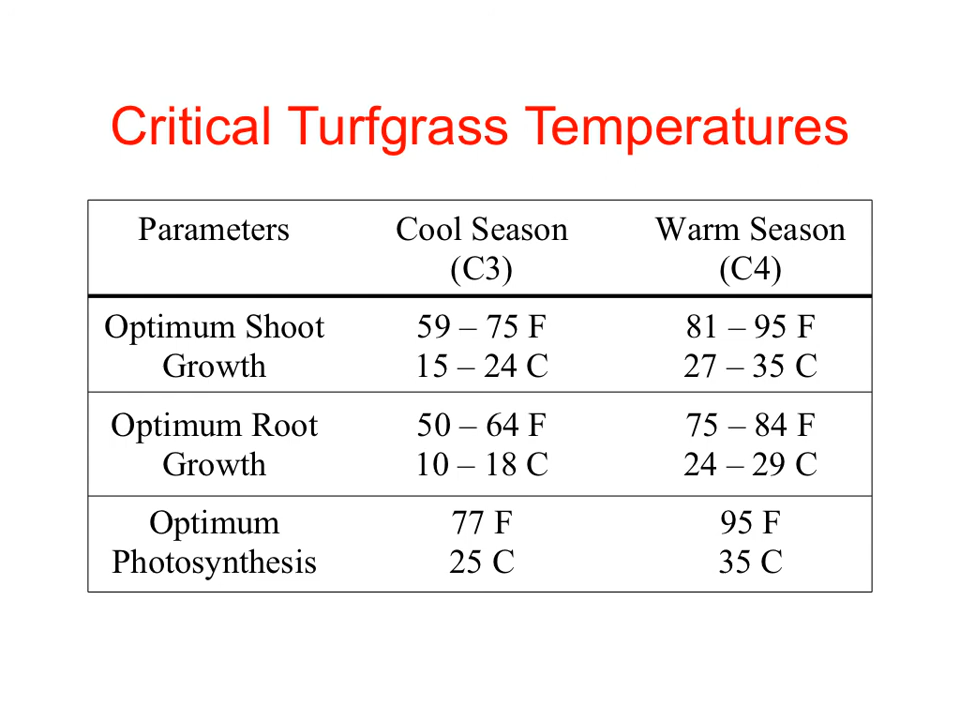 Critical Turfgrass Temperatures
Parameters Cool Season Warm Season
(C3) (C4)
Optimum Shoot 59 – 75 F 81 – 95 F
Growth 15 – 24 C 27 – 35 C
Optimum Root 50 – 64 F 75 – 84 F
Growth 10 – 18 C 24 – 29 C
Optimum 77 F 95 F
Photosynthesis 25 C 35 C